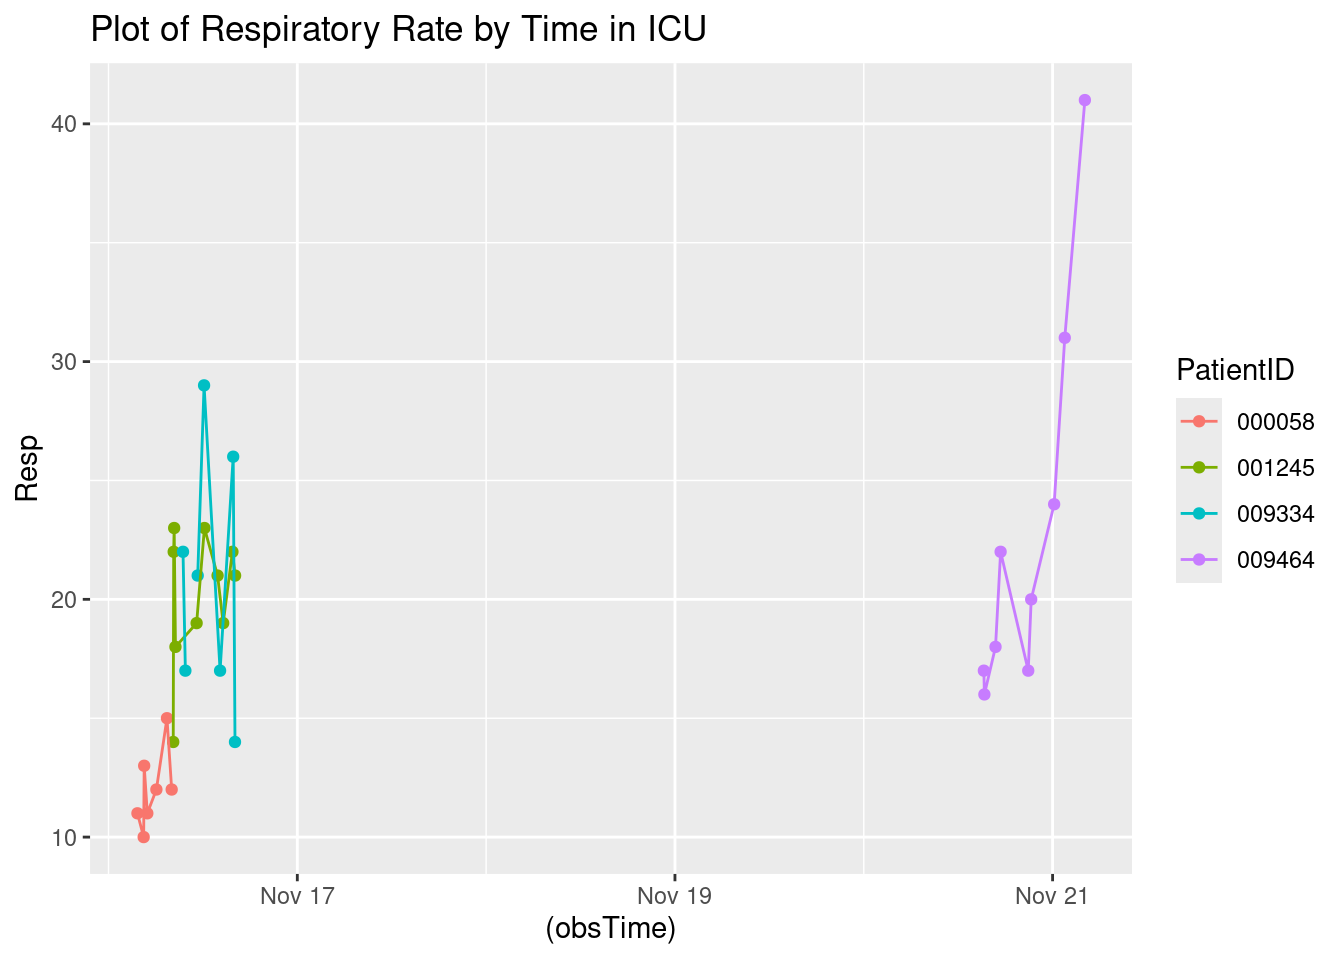 Plot of Respiratory Rate by Time in ICU
40
30
20
10
Resp
Nov 17
Nov 19
Nov 21
(obsTime)
PatientID
000058
001245
009334
009464